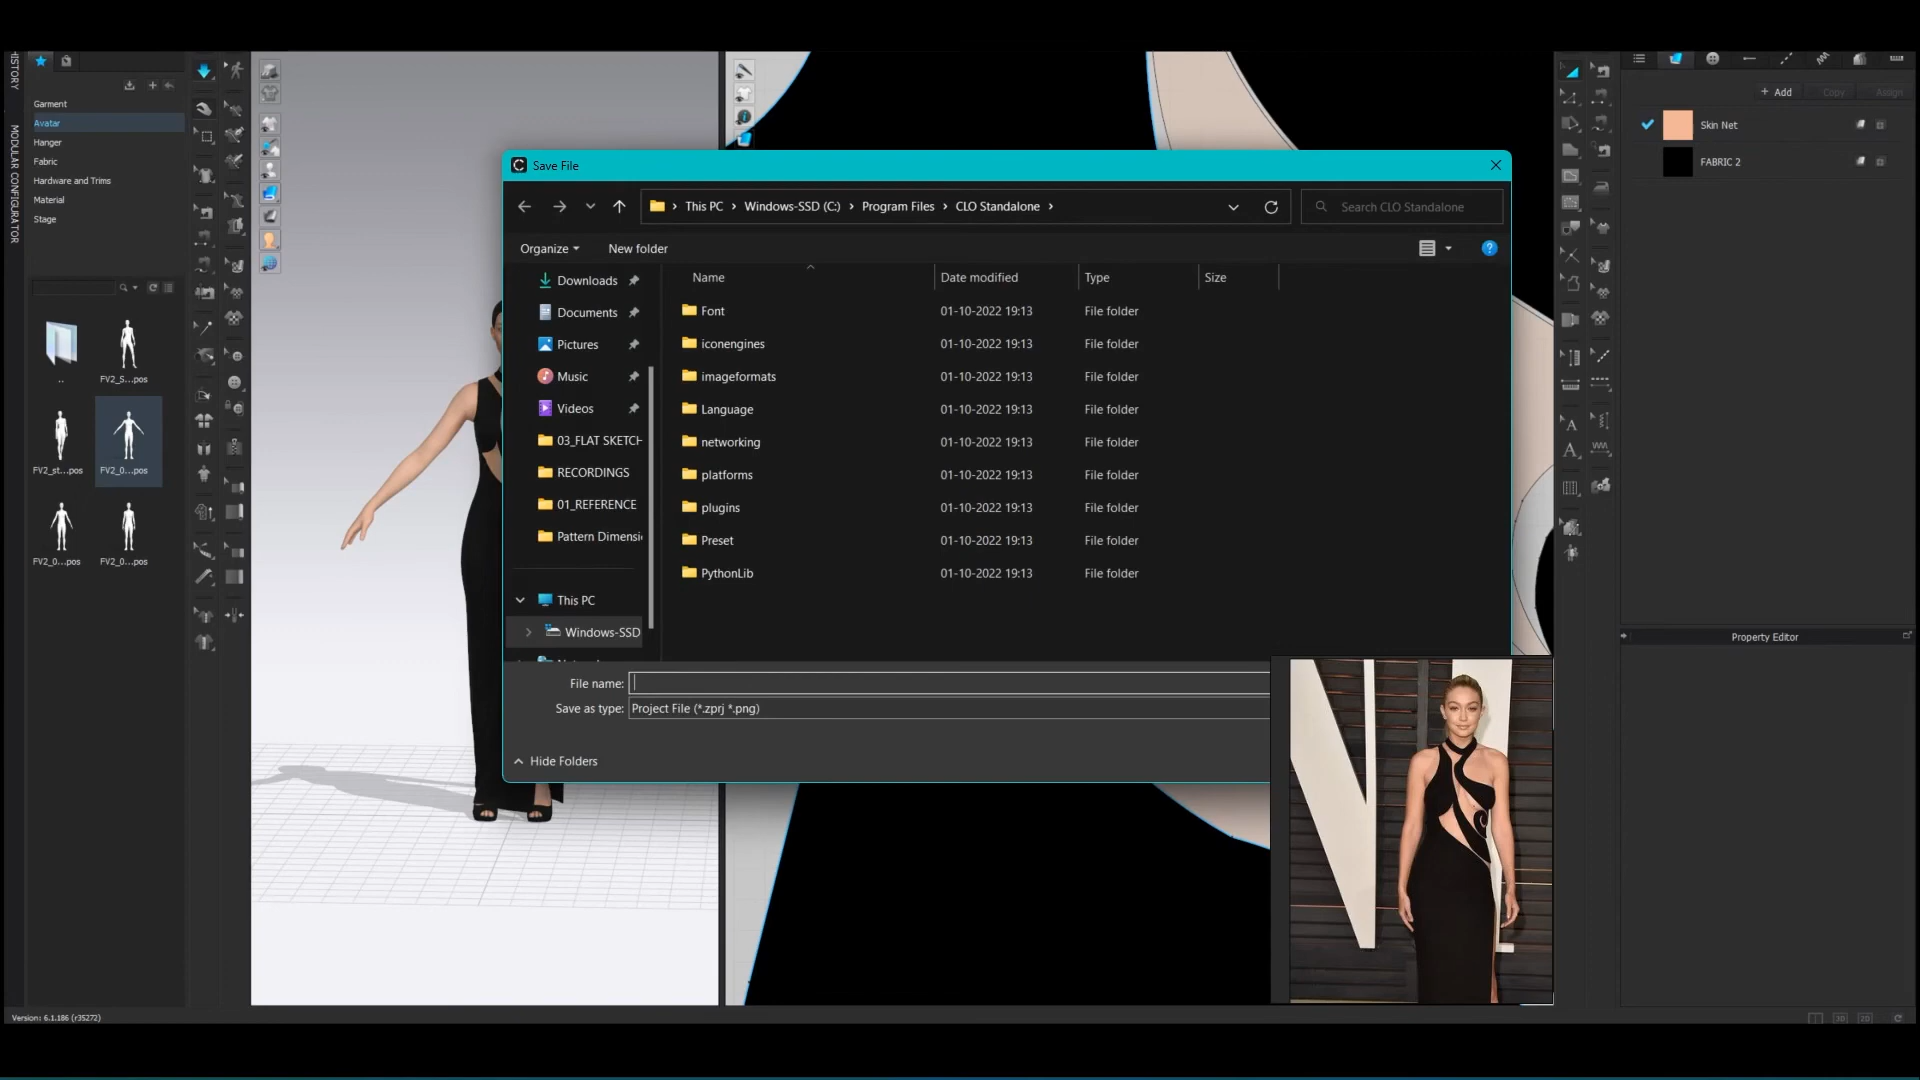 HISTORY
MODULAR CONFIGURATOR
Garment
Avatar
Hanger
Fabric
Hardware and Trims
Material
Stage
..
FV2_S...pos
FV2_st...pos
FV2_0...pos
FV2_0...pos
FV2_0...pos
Version: 6.1.186 (r35272)
Save File
This PC
Windows-SSD (C:)
Program Files
CLO Standalone
Search CLO Standalone
Organize
New folder
Downloads
Documents
Pictures
Music
Videos
03_FLAT SKETCH
RECORDINGS
01_REFERENCE
Pattern Dimensi
This PC
Windows-SSD
Name Date modified Type Size
Font 01-10-2022 19:13 File folder
iconengines 01-10-2022 19:13 File folder
imageformats 01-10-2022 19:13 File folder
Language 01-10-2022 19:13 File folder
networking 01-10-2022 19:13 File folder
platforms 01-10-2022 19:13 File folder
plugins 01-10-2022 19:13 File folder
Preset 01-10-2022 19:13 File folder
PythonLib 01-10-2022 19:13 File folder
File name:
Save as type: Project File (*.zprj *.png)
Hide Folders
+ Add Copy Assign
Skin Net
FABRIC 2
Property Editor
3D
2D